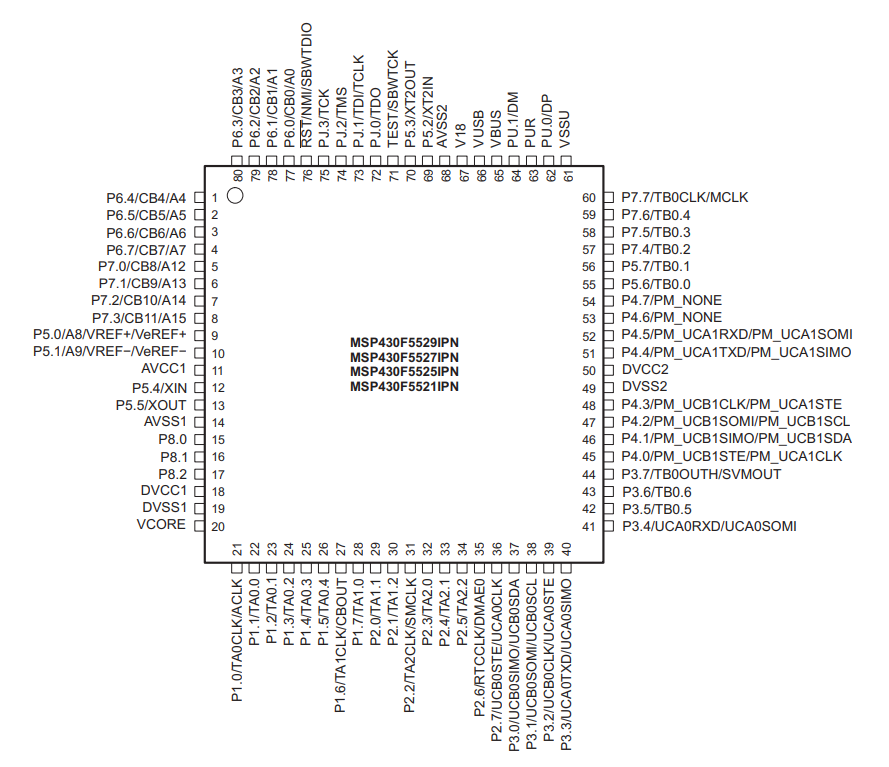 P6.3/CB3/A3
P6.2/CB2/A2
P6.1/CB1/A1
P6.0/CB0/A0
RST/NMI/SBWTDIO
PJ.3/TCK
PJ.2/TMS
PJ.1/TDI/TCLK
PJ.0/TDO
TEST/SBWTCK
P5.3/XT2OUT
P5.2/XT2IN
AVSS2
V18
VUSB
VBUS
PU.1/DM
PUR
PU.0/DP
VSSU
80 79 78 77 76 75 74 73 72 71 70 69 68 67 66 65 64 63 62 61
P6.4/CB4/A4 1
P6.5/CB5/A5 2
P6.6/CB6/A6 3
P6.7/CB7/A7 4
P7.0/CB8/A12 5
P7.1/CB9/A13 6
P7.2/CB10/A14 7
P7.3/CB11/A15 8
P5.0/A8/VREF+/VeREF+ 9
P5.1/A9/VREF−/VeREF− 10
AVCC1 11
P5.4/XIN 12
P5.5/XOUT 13
AVSS1 14
P8.0 15
P8.1 16
P8.2 17
DVCC1 18
DVSS1 19
VCORE 20
MSP430F5529IPN
MSP430F5527IPN
MSP430F5525IPN
MSP430F5521IPN
60 P7.7/TB0CLK/MCLK
59 P7.6/TB0.4
58 P7.5/TB0.3
57 P7.4/TB0.2
56 P5.7/TB0.1
55 P5.6/TB0.0
54 P4.7/PM_NONE
53 P4.6/PM_NONE
52 P4.5/PM_UCA1RXD/PM_UCA1SOMI
51 P4.4/PM_UCA1TXD/PM_UCA1SIMO
50 DVCC2
49 DVSS2
48 P4.3/PM_UCB1CLK/PM_UCA1STE
47 P4.2/PM_UCB1SOMI/PM_UCB1SCL
46 P4.1/PM_UCB1SIMO/PM_UCB1SDA
45 P4.0/PM_UCB1STE/PM_UCA1CLK
44 P3.7/TB0OUTH/SVMOUT
43 P3.6/TB0.6
42 P3.5/TB0.5
41 P3.4/UCA0RXD/UCA0SOMI
21 22 23 24 25 26 27 28 29 30 31 32 33 34 35 36 37 38 39 40
P1.0/TA0CLK/ACLK
P1.1/TA0.0
P1.2/TA0.1
P1.3/TA0.2
P1.4/TA0.3
P1.5/TA0.4
P1.6/TA1CLK/CBOUT
P1.7/TA1.0
P2.0/TA1.1
P2.1/TA1.2
P2.2/TA2CLK/SMCLK
P2.3/TA2.0
P2.4/TA2.1
P2.5/TA2.2
P2.6/RTCCLK/DMAE0
P2.7/UCB0STE/UCA0CLK
P3.0/UCB0SIMO/UCB0SDA
P3.1/UCB0SOMI/UCB0SCL
P3.2/UCB0CLK/UCA0STE
P3.3/UCA0TXD/UCA0SIMO